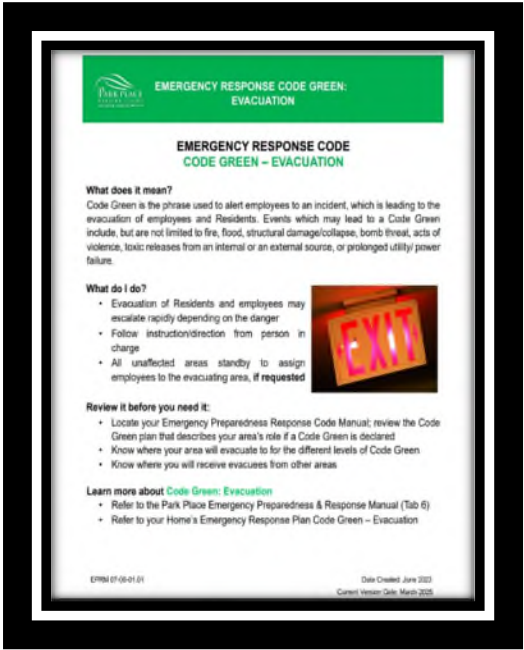 PARK PLACE
EMERGENCY RESPONSE CODE GREEN:
EVACUATION
EMERGENCY RESPONSE CODE
CODE GREEN – EVACUATION
What does it mean?
Code Green is the phrase used to alert employees to an incident, which is leading to the
evacuation of employees and Residents. Events which may lead to a Code Green
include, but are not limited to fire, flood, structural damage/collapse, bomb threat, acts of
violence, toxic releases from an internal or an external source, or prolonged utility/ power
failure.
What do I do?
• Evacuation of Residents and employees may
escalate rapidly depending on the danger
• Follow instruction/direction from person in
charge
• All unaffected areas standby to assign
employees to the evacuating area, if requested
EXIT
Review it before you need it:
• Locate your Emergency Preparedness Response Code Manual; review the Code
Green plan that describes your area's role if a Code Green is declared
• Know where your area will evacuate to for the different levels of Code Green
• Know where you will receive evacuees from other areas
Learn more about Code Green: Evacuation
• Refer to the Park Place Emergency Preparedness & Response Manual (Tab 6)
• Refer to your Home's Emergency Response Plan Code Green – Evacuation
Date Created: June 2023
Current Version Date: March 2025